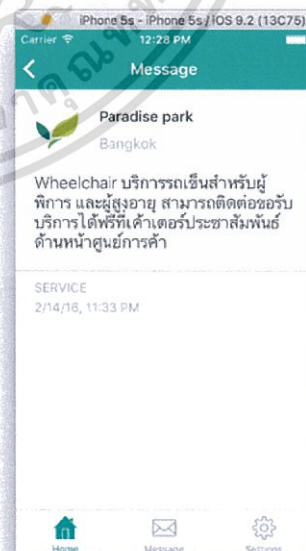 iPhone 5s - iPhone 5s / iOS 9.2 (13C75)
Carrier 12:28 PM
Message
Paradise park
Bangkok
Wheelchair บริการรถเข็นสำหรับผู้
พิการ และผู้สูงอายุ สามารถติดต่อขอรับ
บริการได้ฟรีที่เค้าเตอร์ประชาสัมพันธ์
ด้านหน้าศูนย์การค้า
SERVICE
2/14/16, 11:33 PM
Home Message Settings